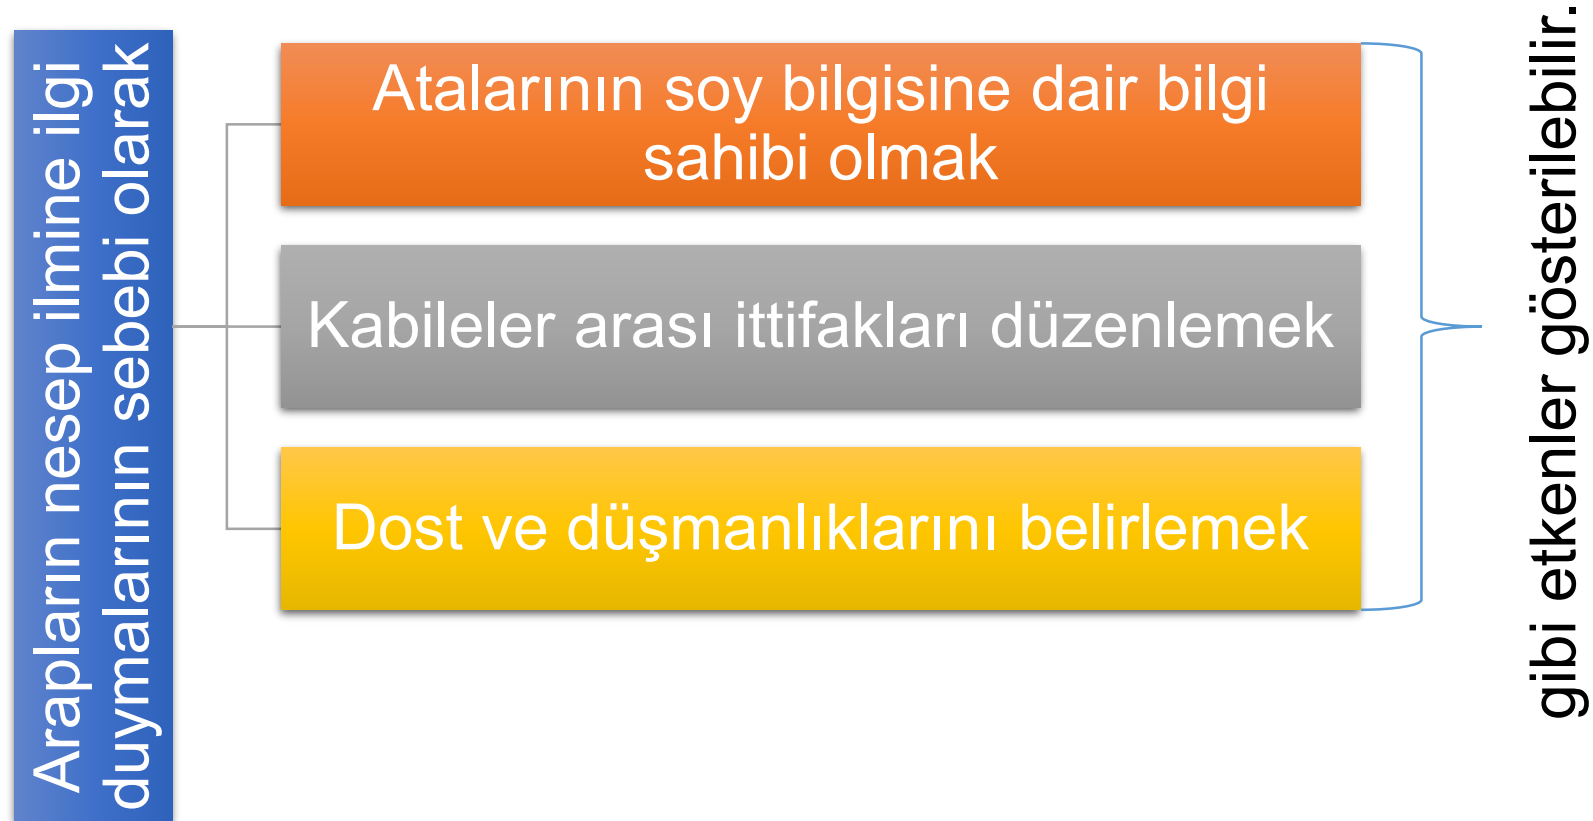 Arapların nesep ilmine ilgi
duymalarının sebebi olarak
Atalarının soy bilgisine dair bilgi
sahibi olmak
Kabileler arası ittifakları düzenlemek
Dost ve düşmanlıklarını belirlemek
gibi etkenler gösterilebilir.